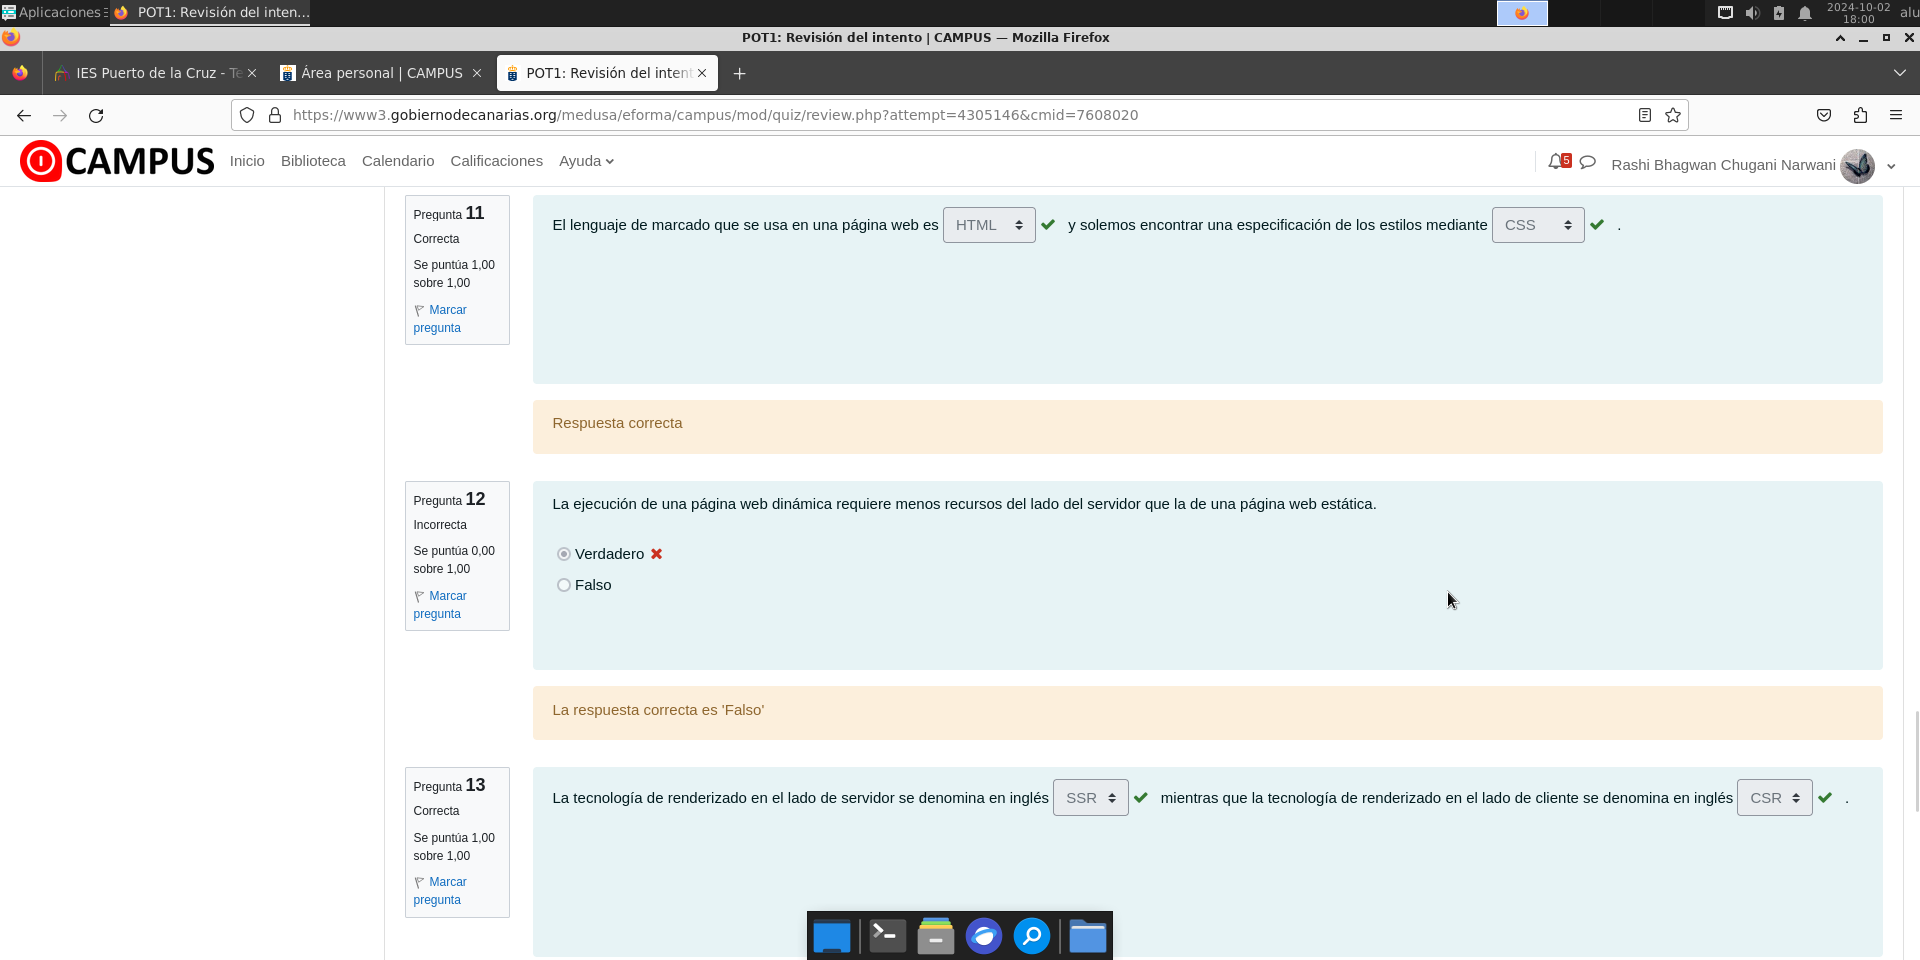 Aplicaciones
POT1: Revisión del inten...
2024-10-02
18:00
alu
POT1: Revisión del intento | CAMPUS — Mozilla Firefox
IES Puerto de la Cruz - Te
Área personal | CAMPUS
POT1: Revisión del intent
https://www3.gobiernodecanarias.org/medusa/eforma/campus/mod/quiz/review.php?attempt=4305146&cmid=7608020
CAMPUS
Inicio
Biblioteca
Calendario
Calificaciones
Ayuda
5
Rashi Bhagwan Chugani Narwani
Pregunta 11
Correcta
Se puntúa 1,00
sobre 1,00
Marcar
pregunta
El lenguaje de marcado que se usa en una página web es HTML y solemos encontrar una especificación de los estilos mediante CSS .
Respuesta correcta
Pregunta 12
Incorrecta
Se puntúa 0,00
sobre 1,00
Marcar
pregunta
La ejecución de una página web dinámica requiere menos recursos del lado del servidor que la de una página web estática.
Verdadero
Falso
La respuesta correcta es 'Falso'
Pregunta 13
Correcta
Se puntúa 1,00
sobre 1,00
Marcar
pregunta
La tecnología de renderizado en el lado de servidor se denomina en inglés SSR mientras que la tecnología de renderizado en el lado de cliente se denomina en inglés CSR .